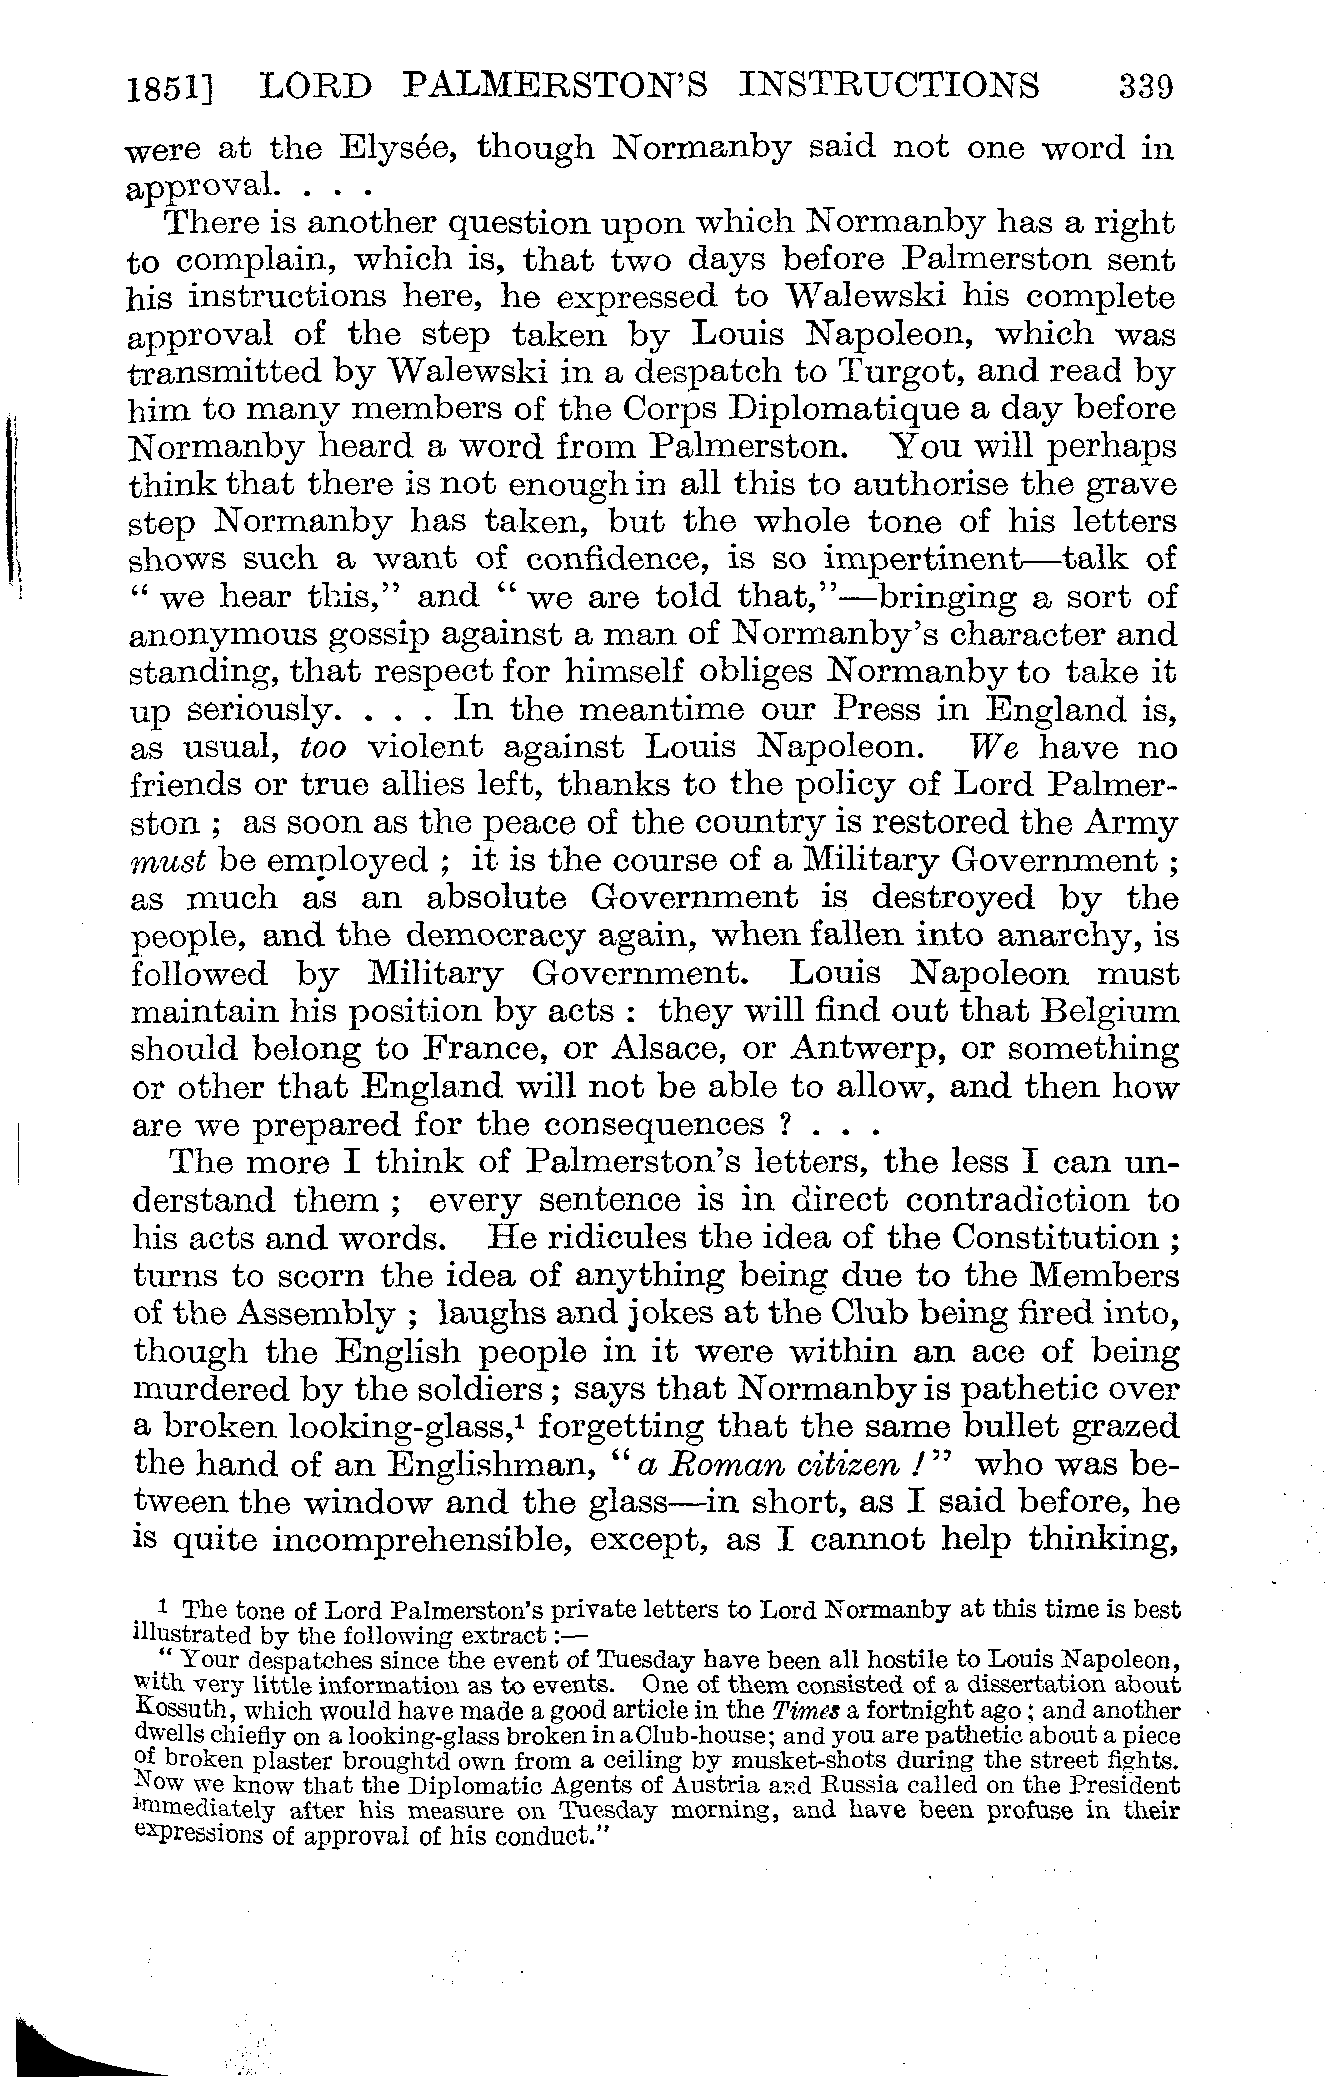 1851] LORD PALMERSTON'S INSTRUCTIONS 339
were at the Elysée, though Normanby said not one word in
approval. . . .
There is another question upon which Normanby has a right
to complain, which is, that two days before Palmerston sent
his instructions here, he expressed to Walewski his complete
approval of the step taken by Louis Napoleon, which was
transmitted by Walewski in a despatch to Turgot, and read by
him to many members of the Corps Diplomatique a day before
Normanby heard a word from Palmerston. You will perhaps
think that there is not enough in all this to authorise the grave
step Normanby has taken, but the whole tone of his letters
shows such a want of confidence, is so impertinent—talk of
" we hear this," and " we are told that,"—bringing a sort of
anonymous gossip against a man of Normanby's character and
standing, that respect for himself obliges Normanby to take it
up seriously. . . . In the meantime our Press in England is,
as usual, too violent against Louis Napoleon. We have no
friends or true allies left, thanks to the policy of Lord Palmer-
ston ; as soon as the peace of the country is restored the Army
must be employed ; it is the course of a Military Government ;
as much as an absolute Government is destroyed by the
people, and the democracy again, when fallen into anarchy, is
followed by Military Government. Louis Napoleon must
maintain his position by acts : they will find out that Belgium
should belong to France, or Alsace, or Antwerp, or something
or other that England will not be able to allow, and then how
are we prepared for the consequences ? . . .
The more I think of Palmerston's letters, the less I can un-
derstand them ; every sentence is in direct contradiction to
his acts and words. He ridicules the idea of the Constitution ;
turns to scorn the idea of anything being due to the Members
of the Assembly ; laughs and jokes at the Club being fired into,
though the English people in it were within an ace of being
murdered by the soldiers ; says that Normanby is pathetic over
a broken looking-glass,¹ forgetting that the same bullet grazed
the hand of an Englishman, " a Roman citizen ! " who was be-
tween the window and the glass—in short, as I said before, he
is quite incomprehensible, except, as I cannot help thinking,
¹ The tone of Lord Palmerston's private letters to Lord Normanby at this time is best
illustrated by the following extract :—
" Your despatches since the event of Tuesday have been all hostile to Louis Napoleon,
with very little information as to events. One of them consisted of a dissertation about
Kossuth, which would have made a good article in the Times a fortnight ago ; and another
dwells chiefly on a looking-glass broken in a Club-house; and you are pathetic about a piece
of broken plaster broughtd own from a ceiling by musket-shots during the street fights.
Now we know that the Diplomatic Agents of Austria and Russia called on the President
immediately after his measure on Tuesday morning, and have been profuse in their
expressions of approval of his conduct."